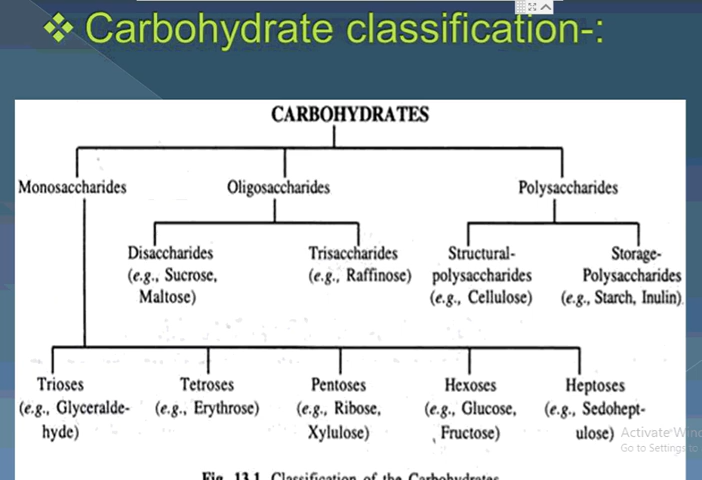 ❖ Carbohydrate classification-:
CARBOHYDRATES
Monosaccharides
Oligosaccharides
Polysaccharides
Disaccharides
(e.g., Sucrose,
Maltose)
Trisaccharides
(e.g., Raffinose)
Structural-
polysaccharides
(e.g., Cellulose)
Storage-
Polysaccharides
(e.g., Starch, Inulin)
Trioses
(e.g., Glyceralde-
hyde)
Tetroses
(e.g., Erythrose)
Pentoses
(e.g., Ribose,
Xylulose)
Hexoses
(e.g., Glucose,
Fructose)
Heptoses
(e.g., Sedohept-
ulose)
Activate Wind
Go to Settings to
Fig. 13.1 Classification of the Carbohydrates